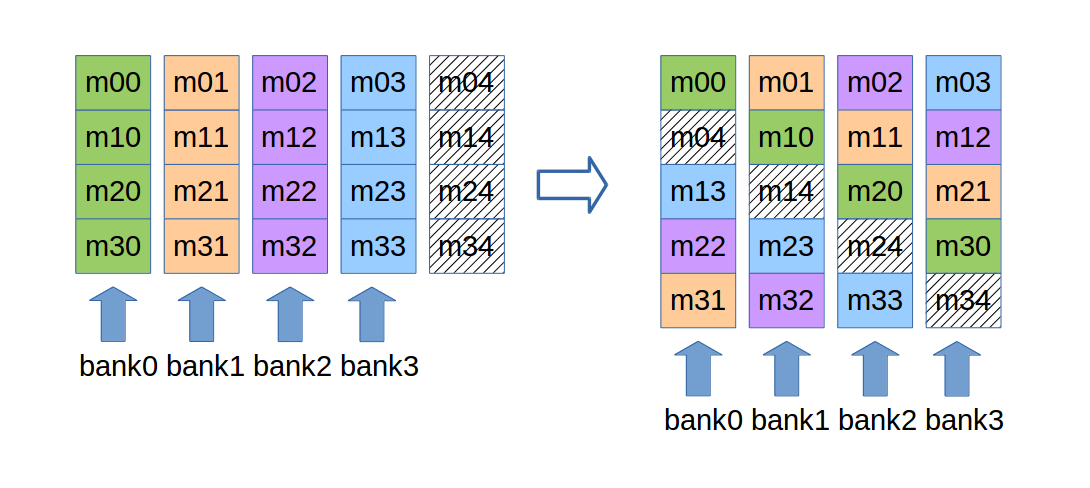 m00 m01 m02 m03 m04
m10 m11 m12 m13 m14
m20 m21 m22 m23 m24
m30 m31 m32 m33 m34
bank0 bank1 bank2 bank3
m00 m01 m02 m03
m04 m10 m11 m12
m13 m14 m20 m21
m22 m23 m24 m30
m31 m32 m33 m34
bank0 bank1 bank2 bank3